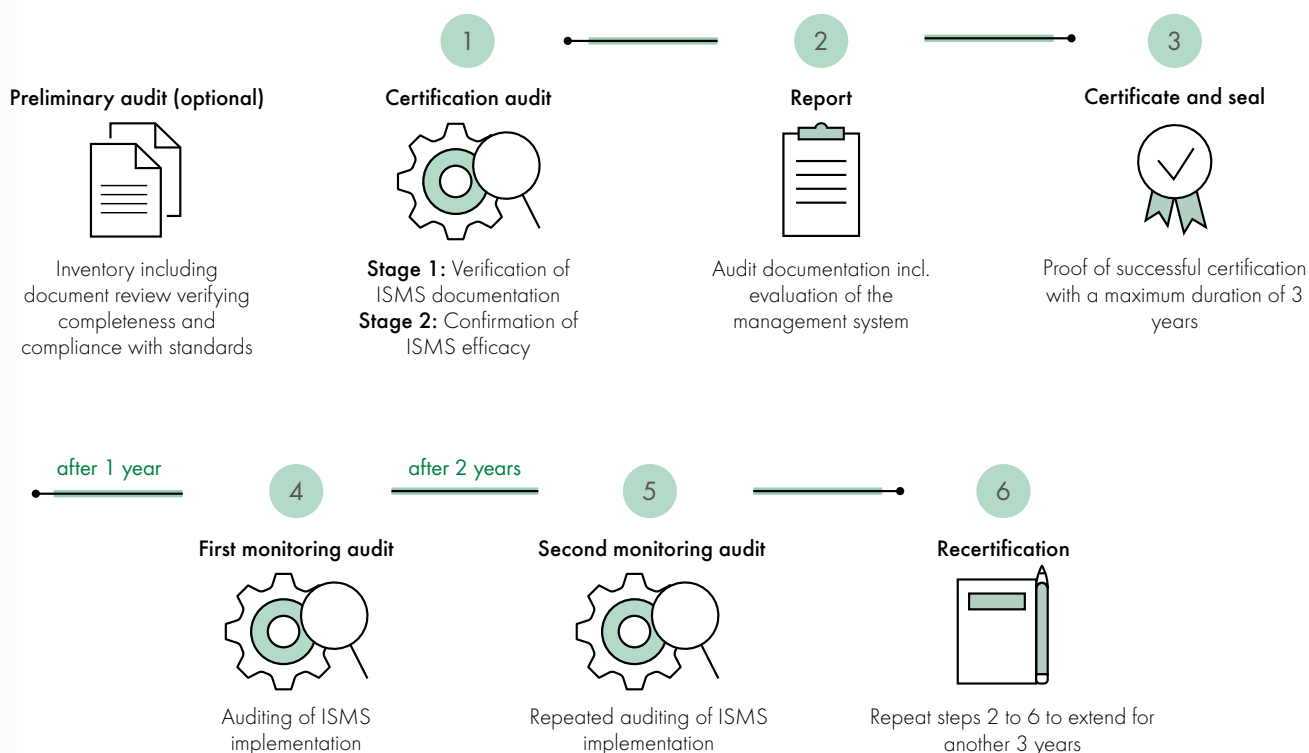 1
2
3
Preliminary audit (optional)
Certification audit
Report
Certificate and seal
Inventory including
document review verifying
completeness and
compliance with standards
Stage 1: Verification of
ISMS documentation
Stage 2: Confirmation of
ISMS efficacy
Audit documentation incl.
evaluation of the
management system
Proof of successful certification
with a maximum duration of 3
years
after 1 year
4
after 2 years
5
6
First monitoring audit
Second monitoring audit
Recertification
Auditing of ISMS
implementation
Repeated auditing of ISMS
implementation
Repeat steps 2 to 6 to extend for
another 3 years